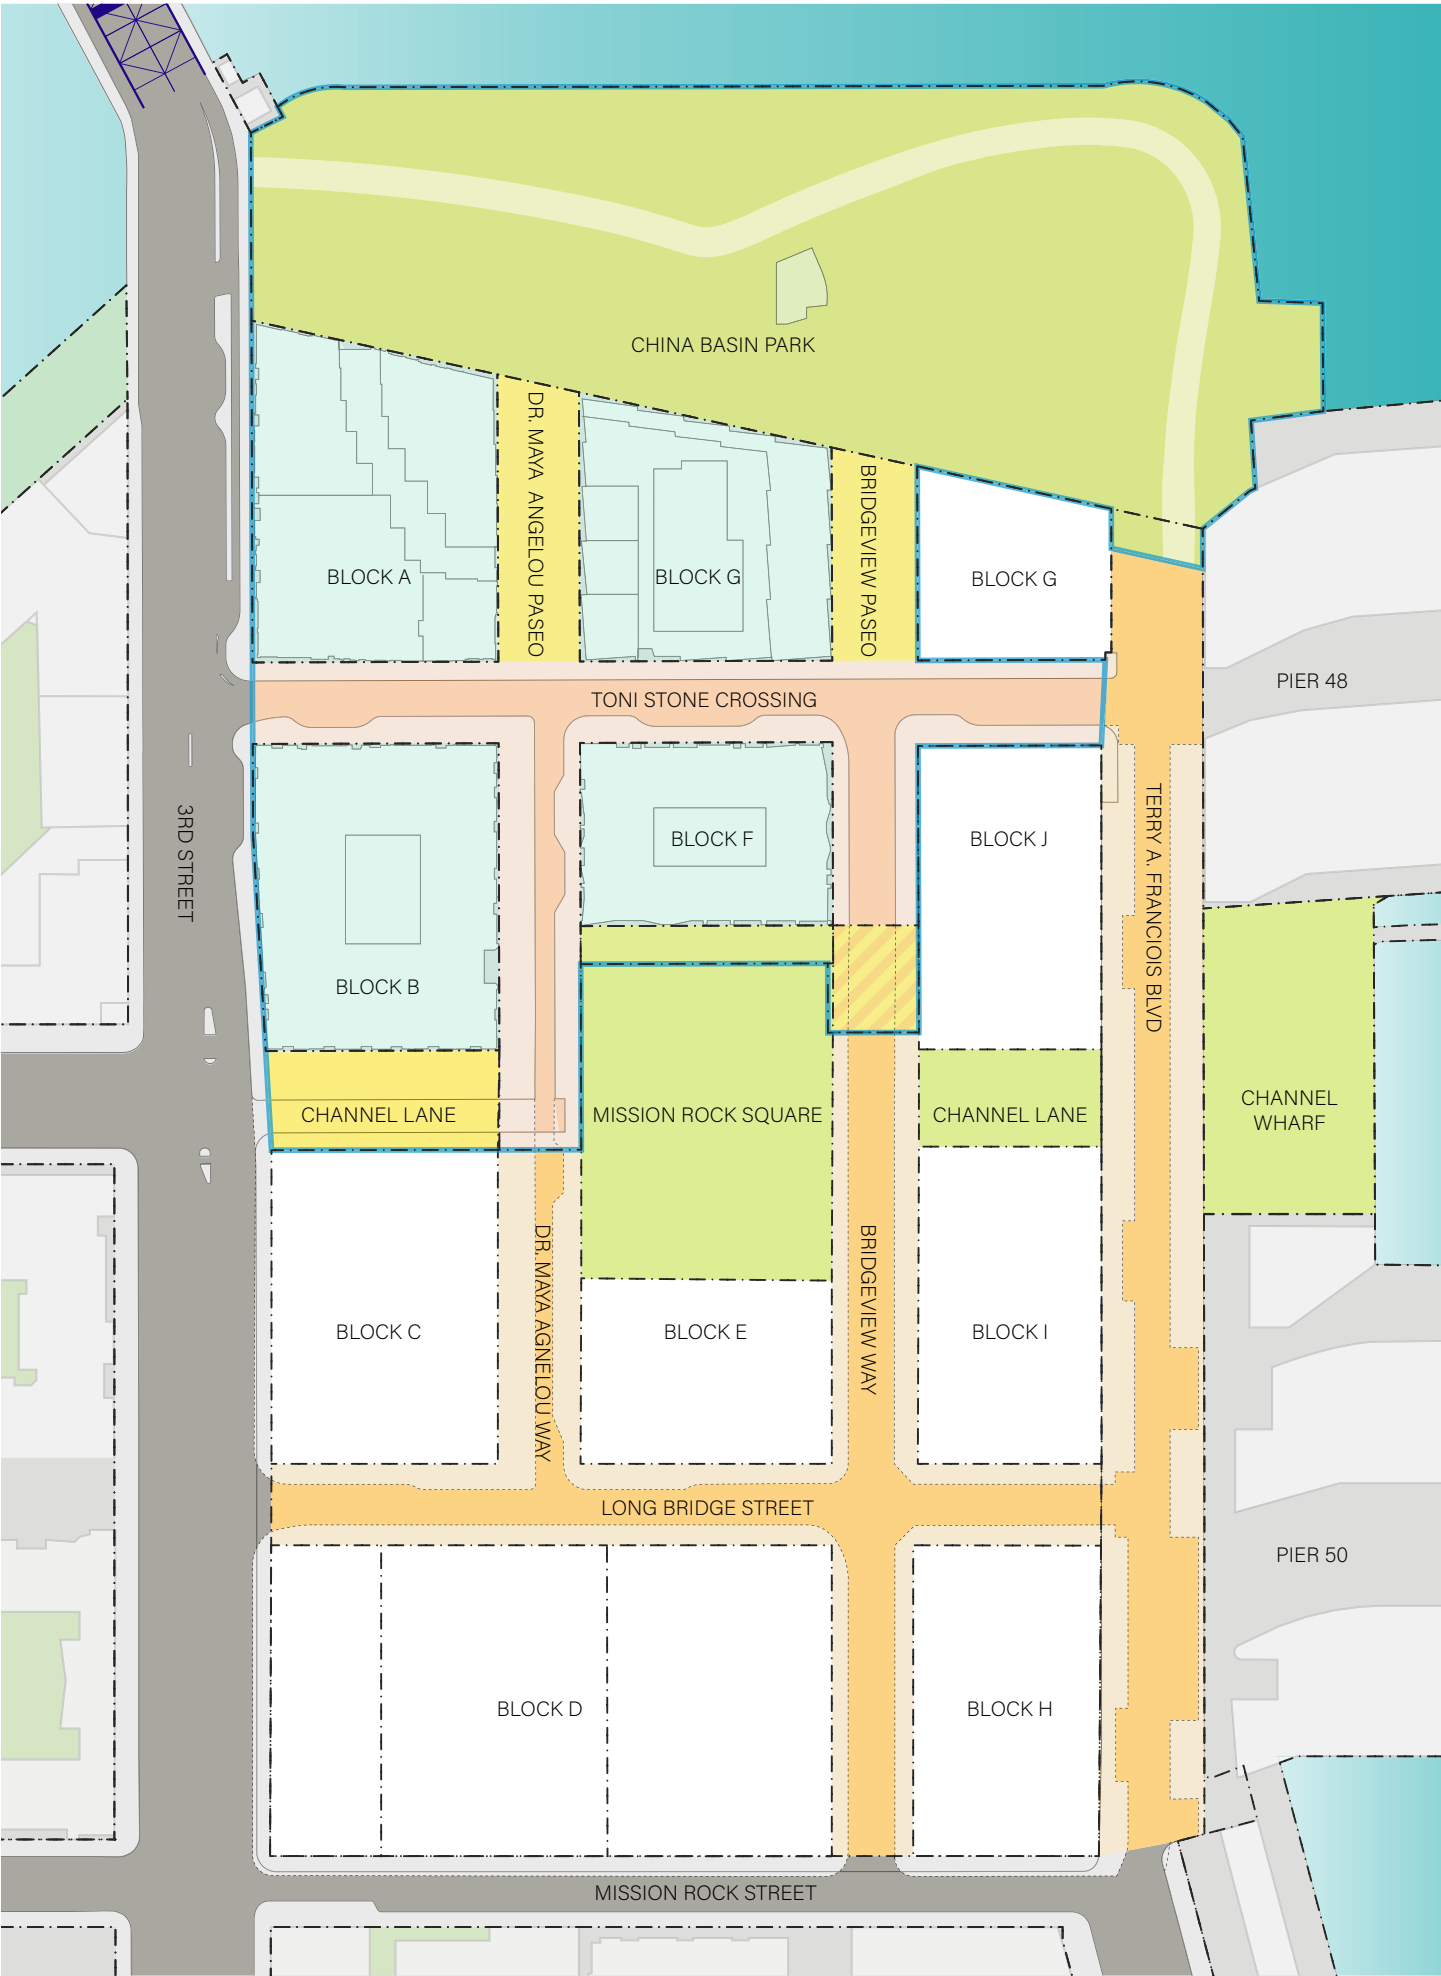 CHINA BASIN PARK
DR. MAYA ANGELOU PASEO
BRIDGEVIEW PASEO
BLOCK A
BLOCK G
BLOCK G
PIER 48
TONI STONE CROSSING
3RD STREET
BLOCK F
BLOCK J
TERRY A. FRANCIOIS BLVD
BLOCK B
CHANNEL LANE
MISSION ROCK SQUARE
CHANNEL LANE
CHANNEL
WHARF
DR. MAYA AGNELOU WAY
BRIDGEVIEW WAY
BLOCK C
BLOCK E
BLOCK I
LONG BRIDGE STREET
PIER 50
BLOCK D
BLOCK H
MISSION ROCK STREET